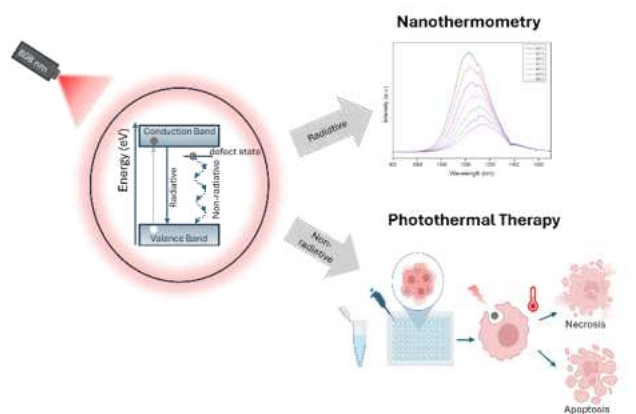 808 nm
Energy (eV)
Conduction Band
defect state
Radiative
Non-radiative
Valence Band
Radiative
Non-
radiative
Nanothermometry
Intensity (a.u.)
Wavelength (nm)
Photothermal Therapy
Necrosis
Apoptosis